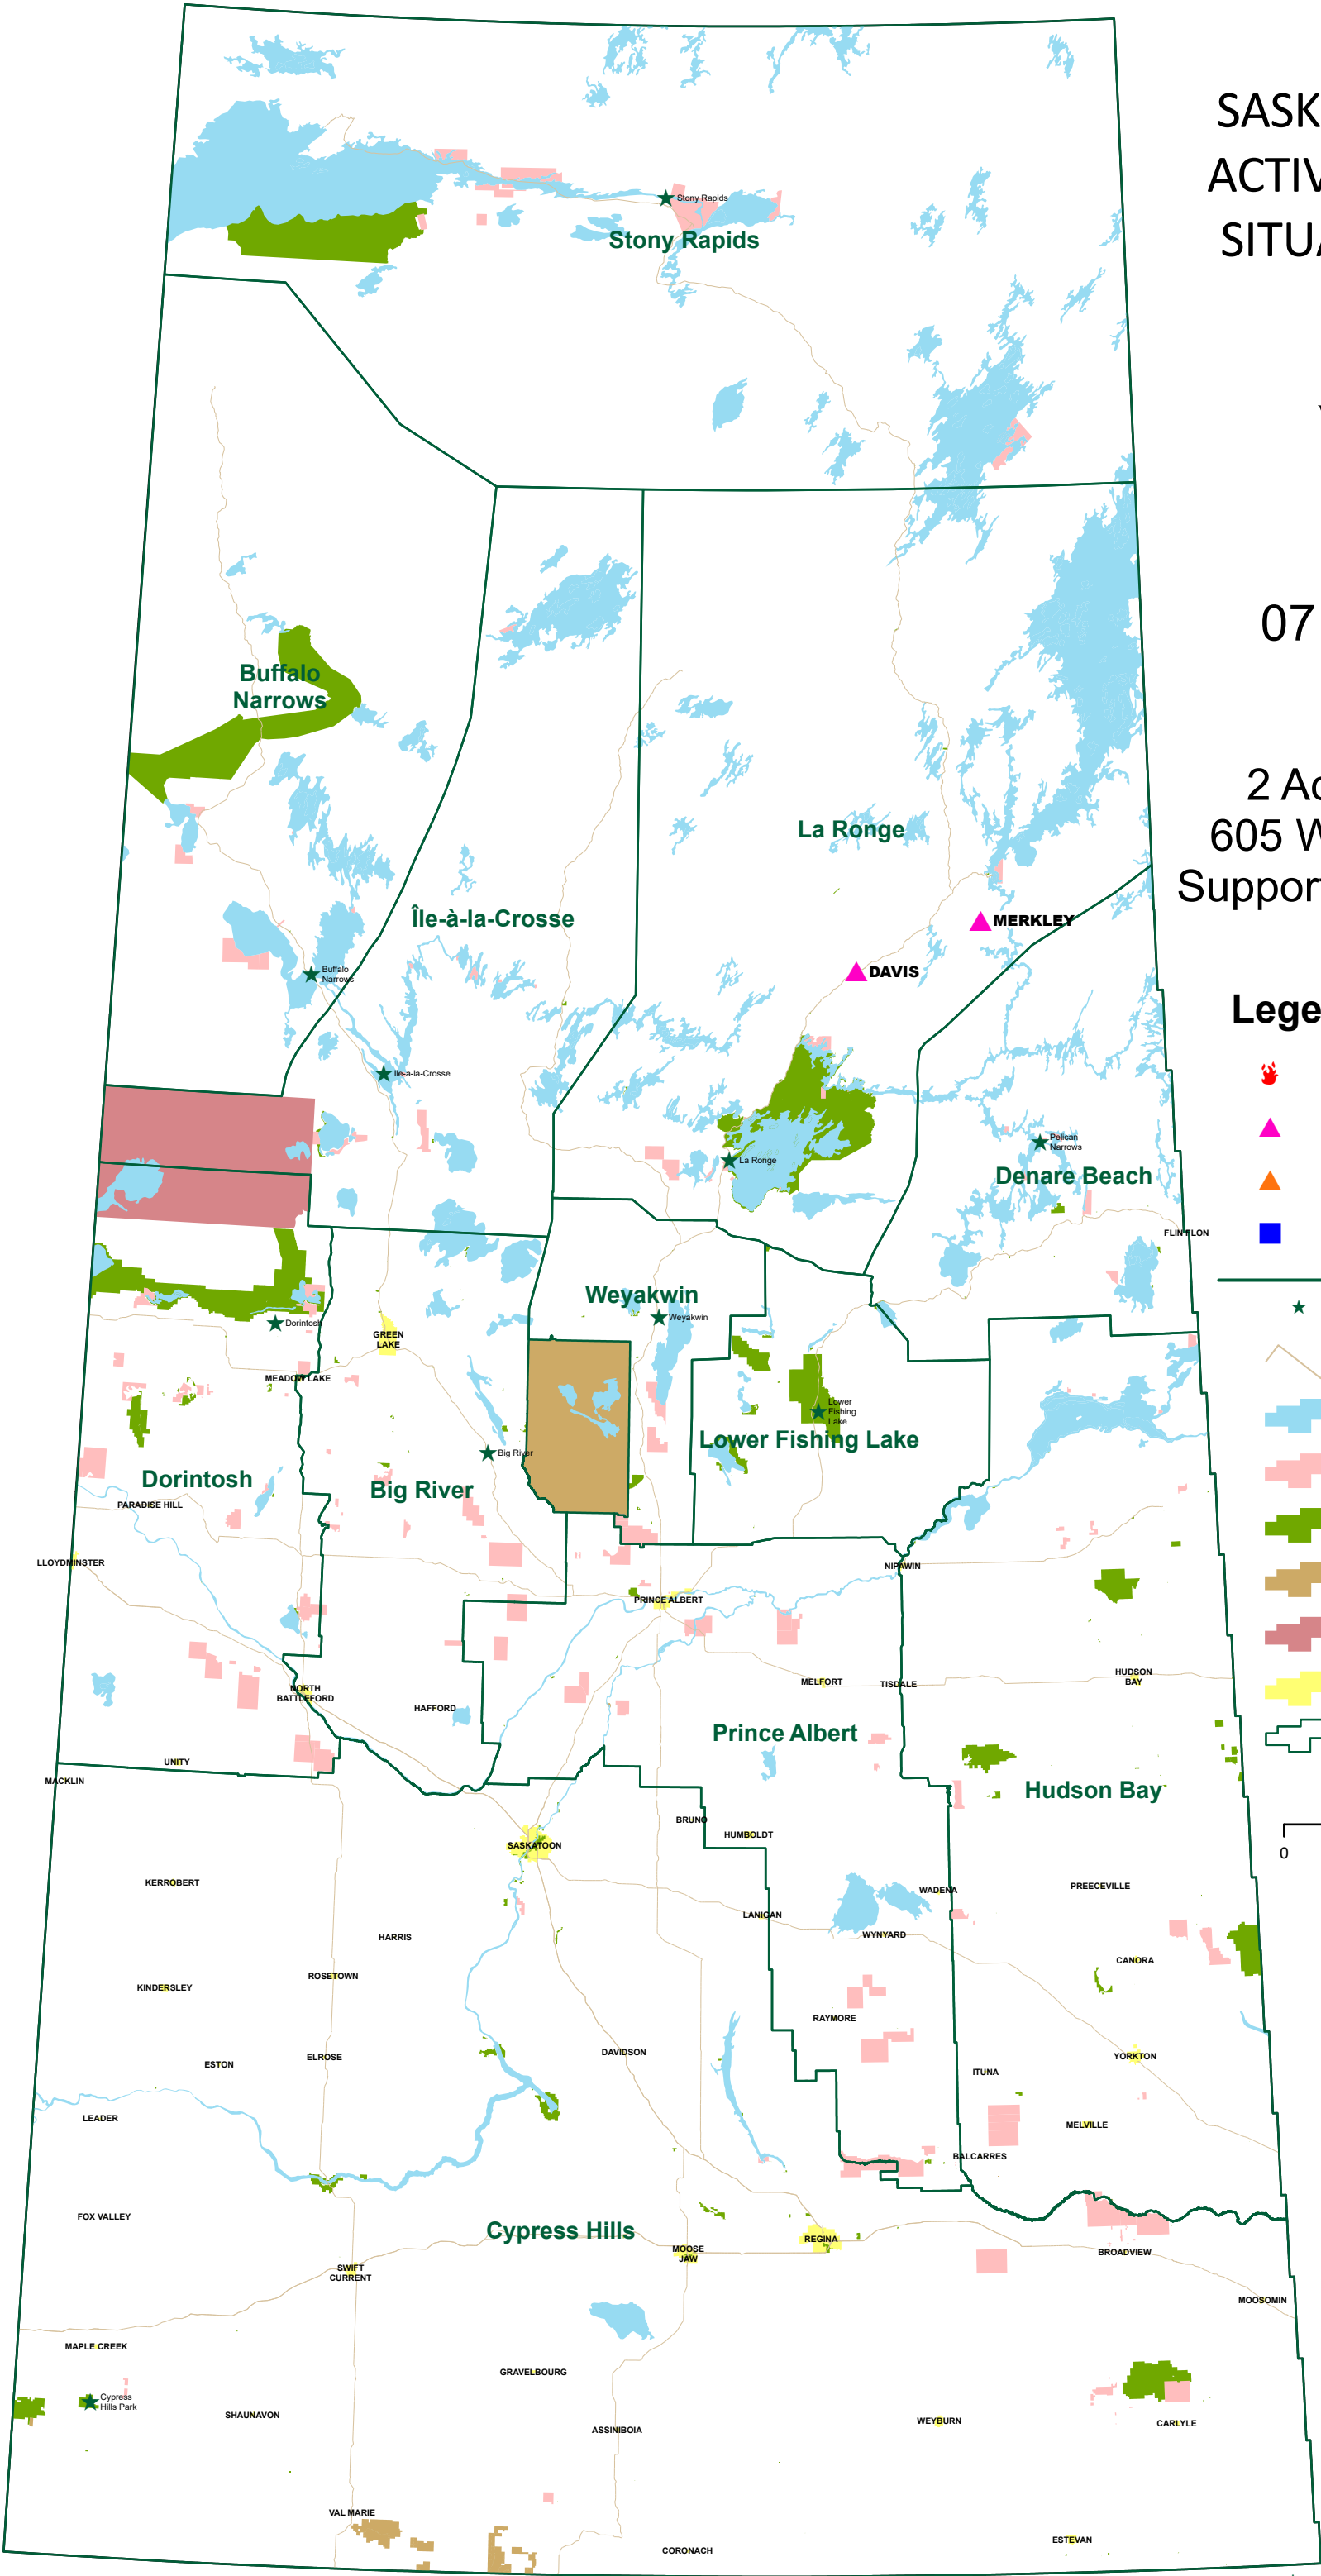 SASK
ACTIV
SITUA
07
2 Ac
605 W
Support
Lege
0
Stony Rapids
Stony Rapids
Buffalo
Narrows
La Ronge
Île-à-la-Crosse
MERKLEY
DAVIS
Buffalo
Narrows
Ile-a-la-Crosse
Pelican
Narrows
La Ronge
Denare Beach
FLIN FLON
Weyakwin
Weyakwin
Dorintosh
GREEN
LAKE
MEADOW LAKE
Lower
Fishing
Lake
Lower Fishing Lake
Big River
Dorintosh
Big River
PARADISE HILL
LLOYDMINSTER
NIPAWIN
PRINCE ALBERT
NORTH
BATTLEFORD
HAFFORD
MELFORT
TISDALE
HUDSON
BAY
Prince Albert
UNITY
MACKLIN
Hudson Bay
BRUNO
HUMBOLDT
SASKATOON
KERROBERT
WADENA
PREECEVILLE
LANIGAN
HARRIS
WYNYARD
CANORA
KINDERSLEY
ROSETOWN
RAYMORE
DAVIDSON
ESTON
ELROSE
YORKTON
ITUNA
LEADER
MELVILLE
BALCARRES
FOX VALLEY
Cypress Hills
REGINA
MOOSE
JAW
BROADVIEW
SWIFT
CURRENT
MOOSOMIN
MAPLE CREEK
GRAVELBOURG
Cypress
Hills Park
SHAUNAVON
ASSINIBOIA
WEYBURN
CARLYLE
VAL MARIE
CORONACH
ESTEVAN